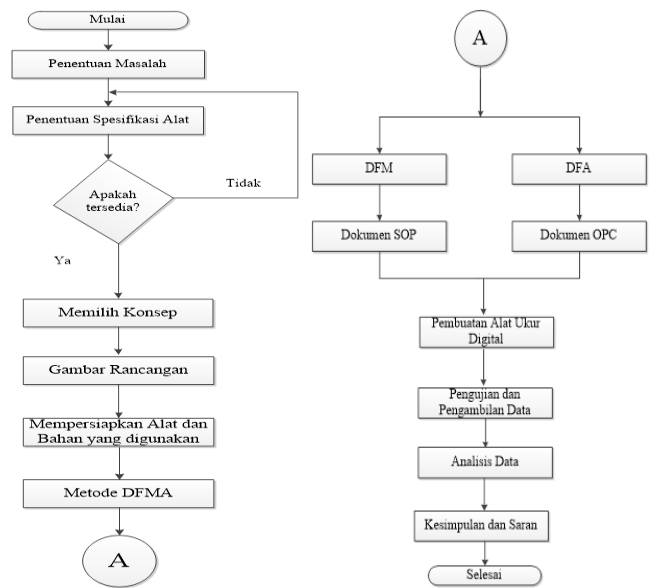 Mulai
Penentuan Masalah
Penentuan Spesifikasi Alat
Apakah
tersedia?
Tidak
Ya
Memilih Konsep
Gambar Rancangan
Mempersiapkan Alat dan
Bahan yang digunakan
Metode DFMA
A
A
DFM
DFA
Dokumen SOP
Dokumen OPC
Pembuatan Alat Ukur
Digital
Pengujian dan
Pengambilan Data
Analisis Data
Kesimpulan dan Saran
Selesai